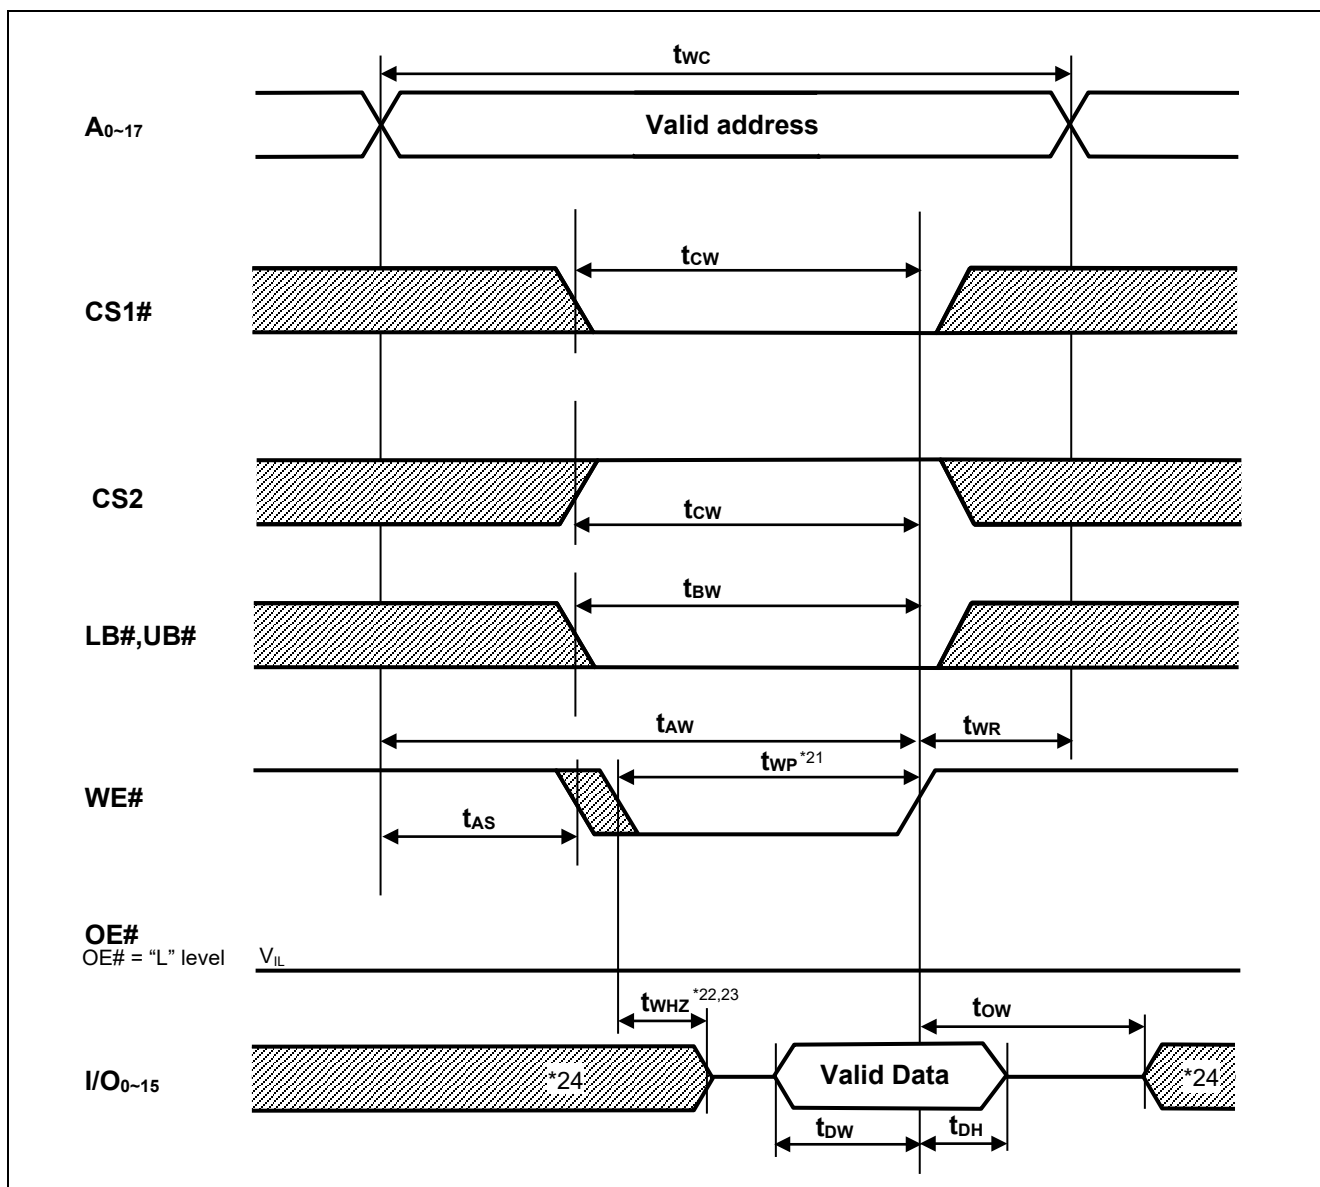 tWC
A0~17
Valid address
tCW
CS1#
CS2
tCW
tBW
LB#,UB#
tAW
tWR
tWP *21
WE#
tAS
OE#
OE# = “L” level
VIL
tWHZ *22,23
tOW
I/O0~15
*24
Valid Data
*24
tDW
tDH